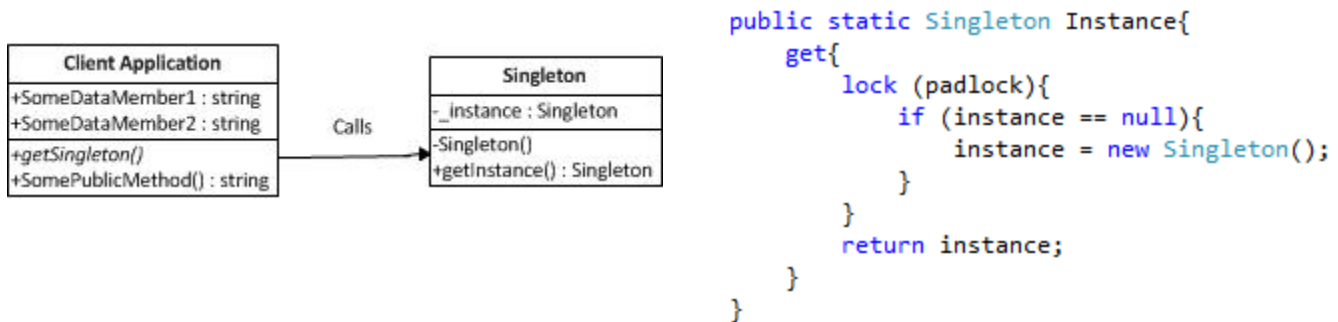 Client Application
+SomeDataMember1 : string
+SomeDataMember2 : string
+getSingleton()
+SomePublicMethod() : string
Calls
Singleton
-_instance : Singleton
-Singleton()
+getInstance() : Singleton
public static Singleton Instance{
get{
lock (padlock){
if (instance == null){
instance = new Singleton();
}
}
return instance;
}
}